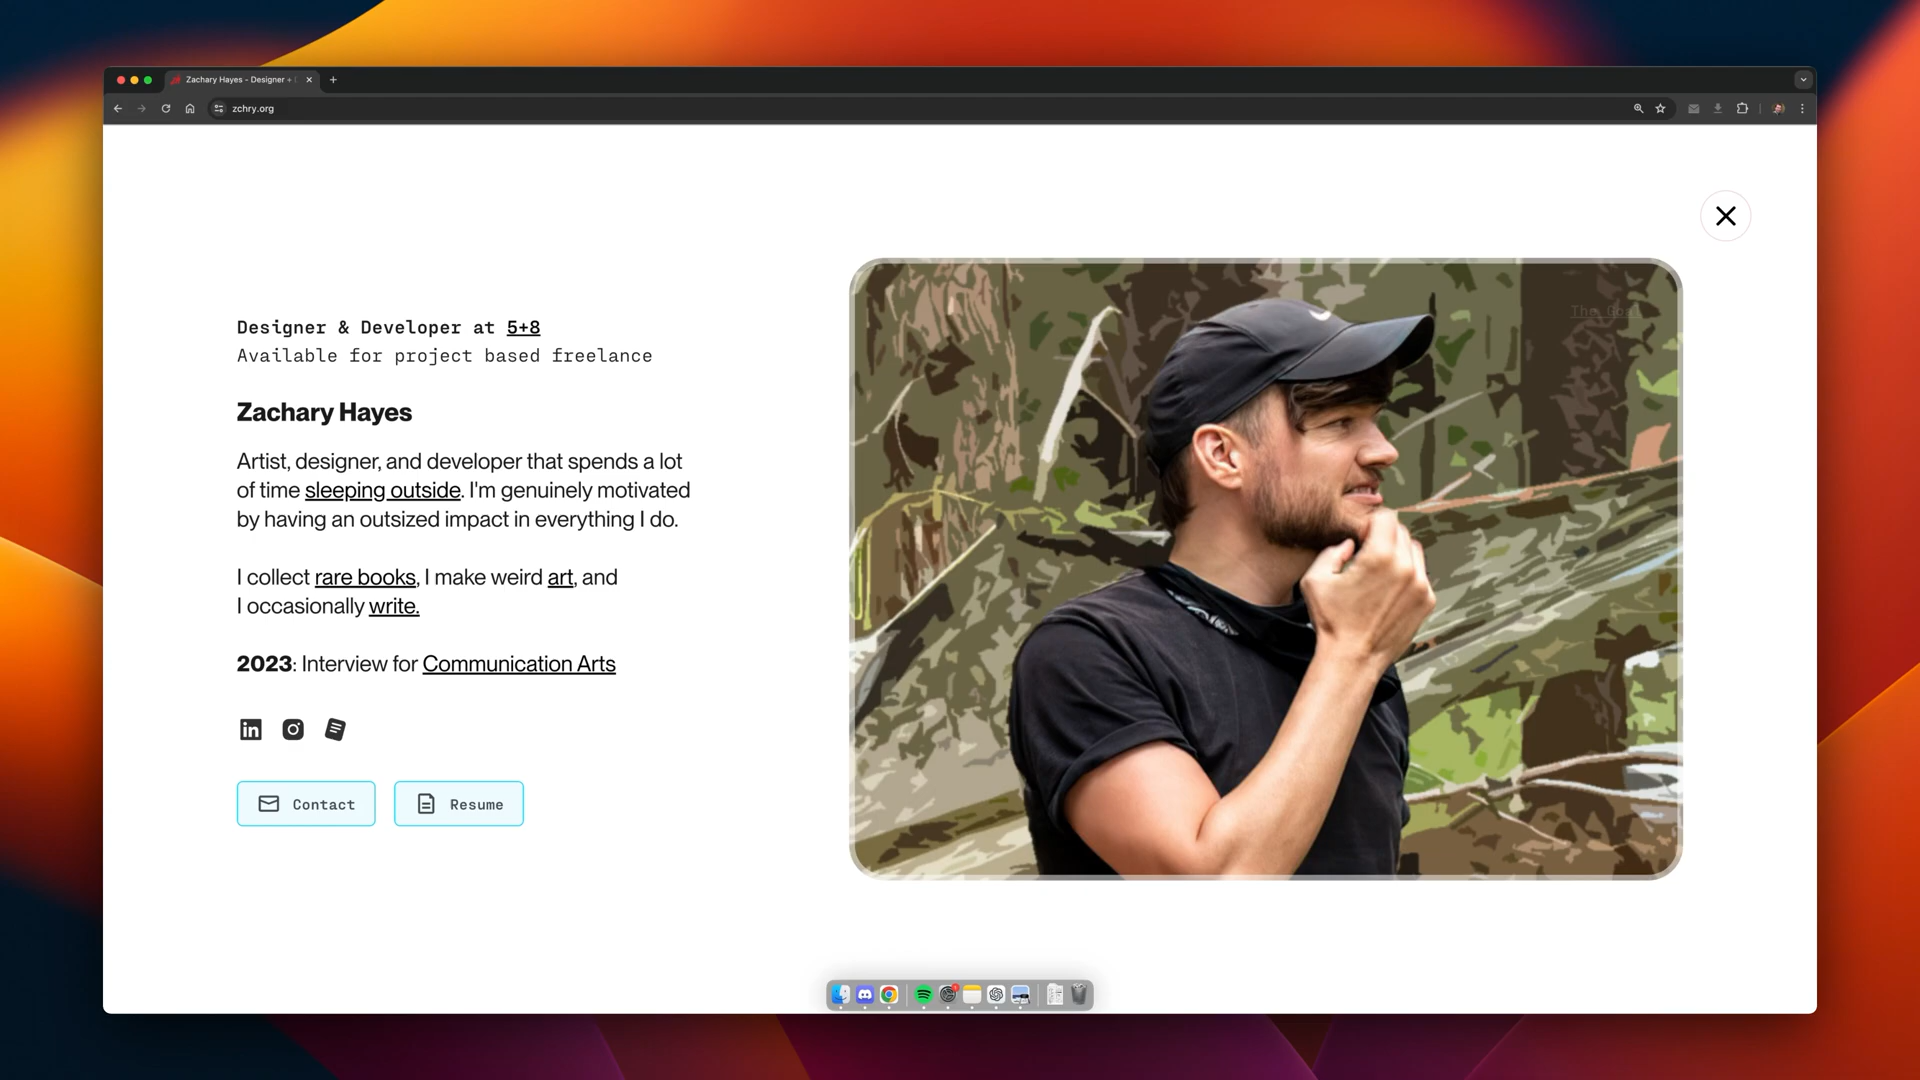 Zachary Hayes - Designer +
zchry.org
Designer & Developer at 5+8
Available for project based freelance
Zachary Hayes
Artist, designer, and developer that spends a lot
of time sleeping outside. I'm genuinely motivated
by having an outsized impact in everything I do.
I collect rare books, I make weird art, and
I occasionally write.
2023: Interview for Communication Arts
Contact
Resume
The Goal